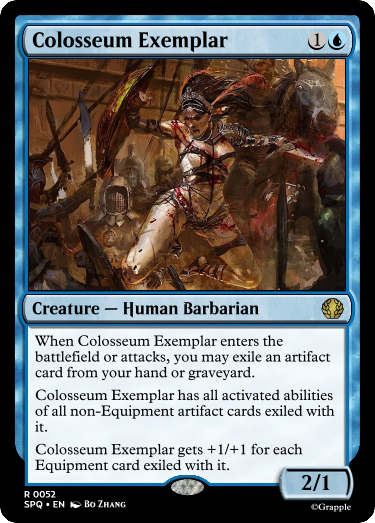 Colosseum Exemplar 1
Creature — Human Barbarian
When Colosseum Exemplar enters the
battlefield or attacks, you may exile an artifact
card from your hand or graveyard.
Colosseum Exemplar has all activated abilities
of all non-Equipment artifact cards exiled with
it.
Colosseum Exemplar gets +1/+1 for each
Equipment card exiled with it.
2/1
R 0052
SPQ • EN Bo Zhang
©Grapple